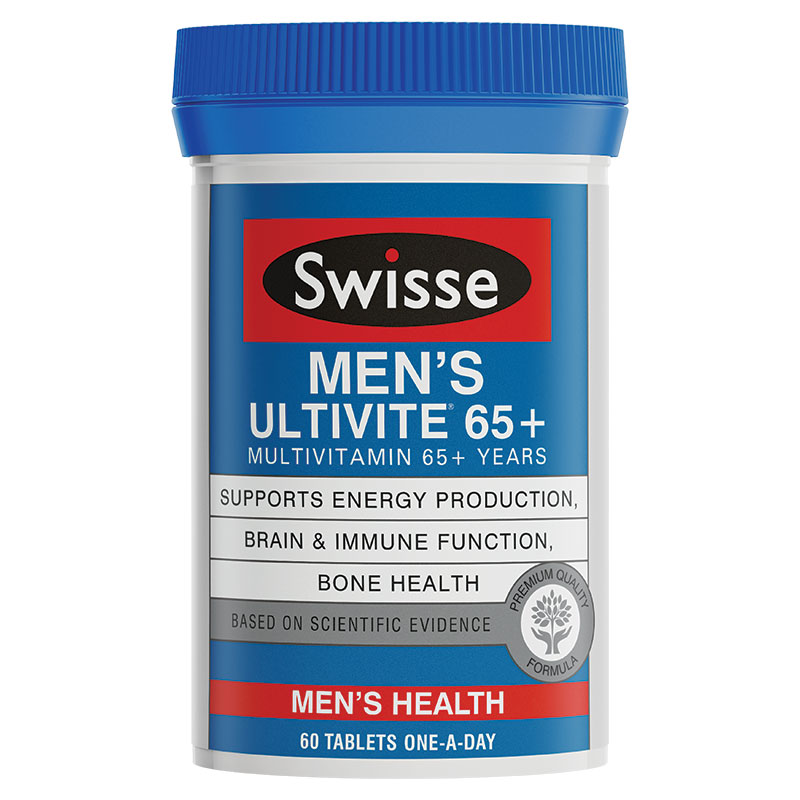 Swisse
MEN'S
ULTIVITE® 65+
MULTIVITAMIN 65+ YEARS
SUPPORTS ENERGY PRODUCTION,
BRAIN & IMMUNE FUNCTION,
BONE HEALTH
BASED ON SCIENTIFIC EVIDENCE
PREMIUM QUALITY
FORMULA
MEN'S HEALTH
60 TABLETS ONE-A-DAY